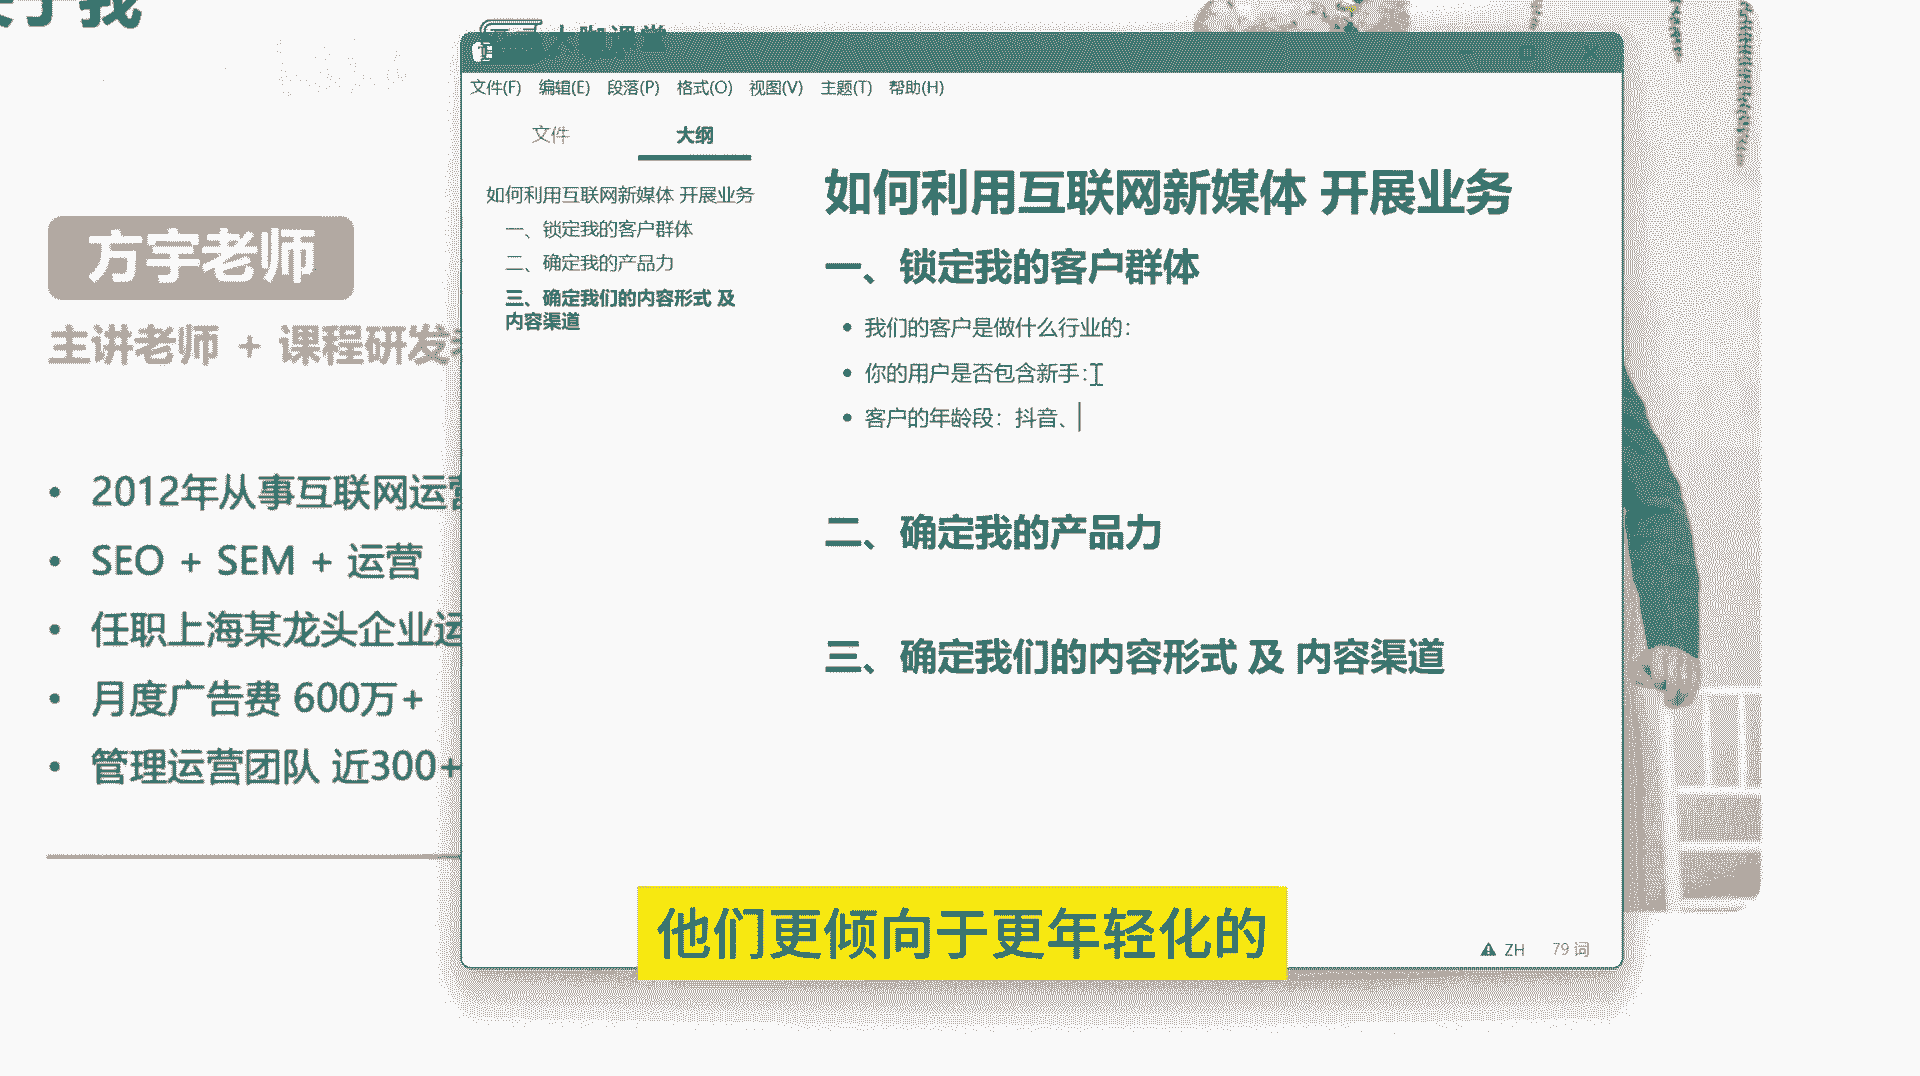 大咖课堂
文件(F) 编辑(E) 段落(P) 格式(O) 视图(V) 主题(T) 帮助(H)
文件 大纲
如何利用互联网新媒体 开展业务
一、锁定我的客户群体
二、确定我的产品力
三、确定我们的内容形式 及
内容渠道
如何利用互联网新媒体 开展业务
一、锁定我的客户群体
• 我们的客户是做什么行业的：
• 你的用户是否包含新手：
• 客户的年龄段：抖音、
二、确定我的产品力
三、确定我们的内容形式 及 内容渠道
ZH 79 词
方宇老师
主讲老师 + 课程研发
• 2012年从事互联网运营
• SEO + SEM + 运营
• 任职上海某龙头企业运
• 月度广告费 600万+
• 管理运营团队 近300+
他们更倾向于更年轻化的